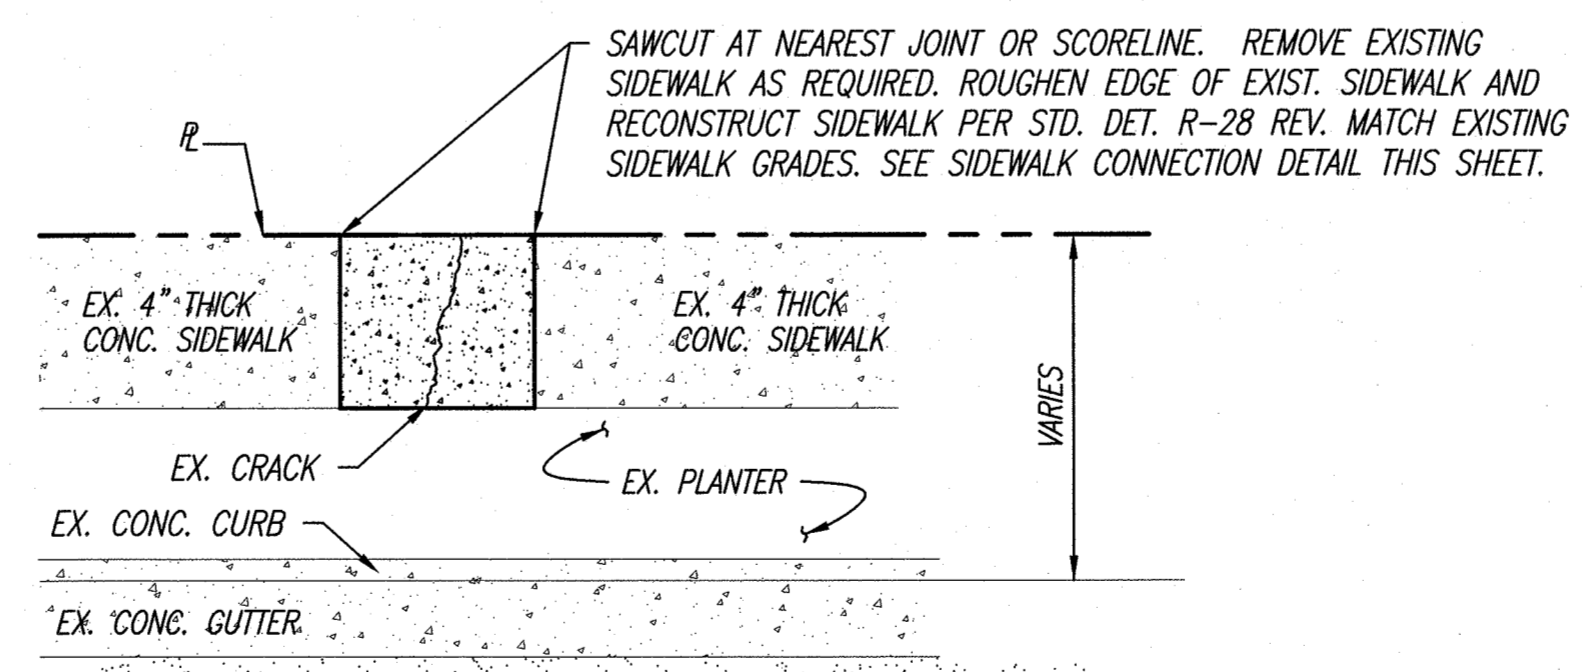 SAWCUT AT NEAREST JOINT OR SCORELINE. REMOVE EXISTING
SIDEWALK AS REQUIRED. ROUGHEN EDGE OF EXIST. SIDEWALK AND
RECONSTRUCT SIDEWALK PER STD. DET. R-28 REV. MATCH EXISTING
SIDEWALK GRADES. SEE SIDEWALK CONNECTION DETAIL THIS SHEET.
PL
EX. 4" THICK
CONC. SIDEWALK
EX. 4" THICK
CONC. SIDEWALK
VARIES
EX. CRACK
EX. PLANTER
EX. CONC. CURB
EX. CONC. GUTTER